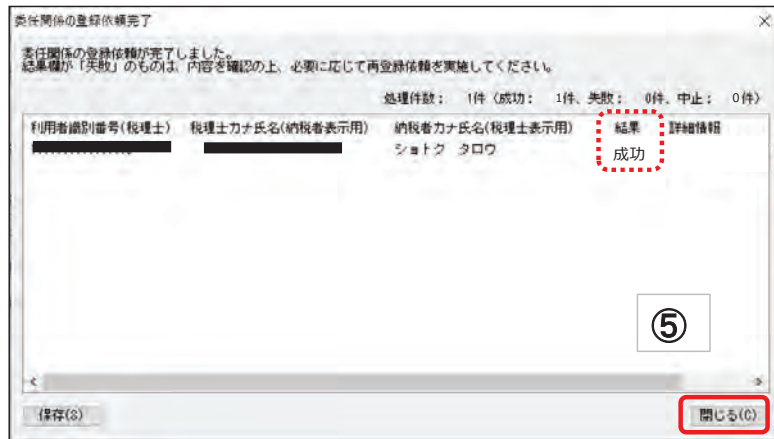 委任関係の登録依頼完了
委任関係の登録依頼が完了しました。
結果欄が「失敗」のものは、内容を確認の上、必要に応じて再登録依頼を実施してください。
処理件数： 1件（成功： 1件、失敗： 0件、中止： 0件）
利用者識別番号(税理士) 税理士カナ氏名(納税者表示用) 納税者カナ氏名(税理士表示用) 結果 詳細情報
ショトク タロウ 成功
⑤
保存(S) 閉じる(C)